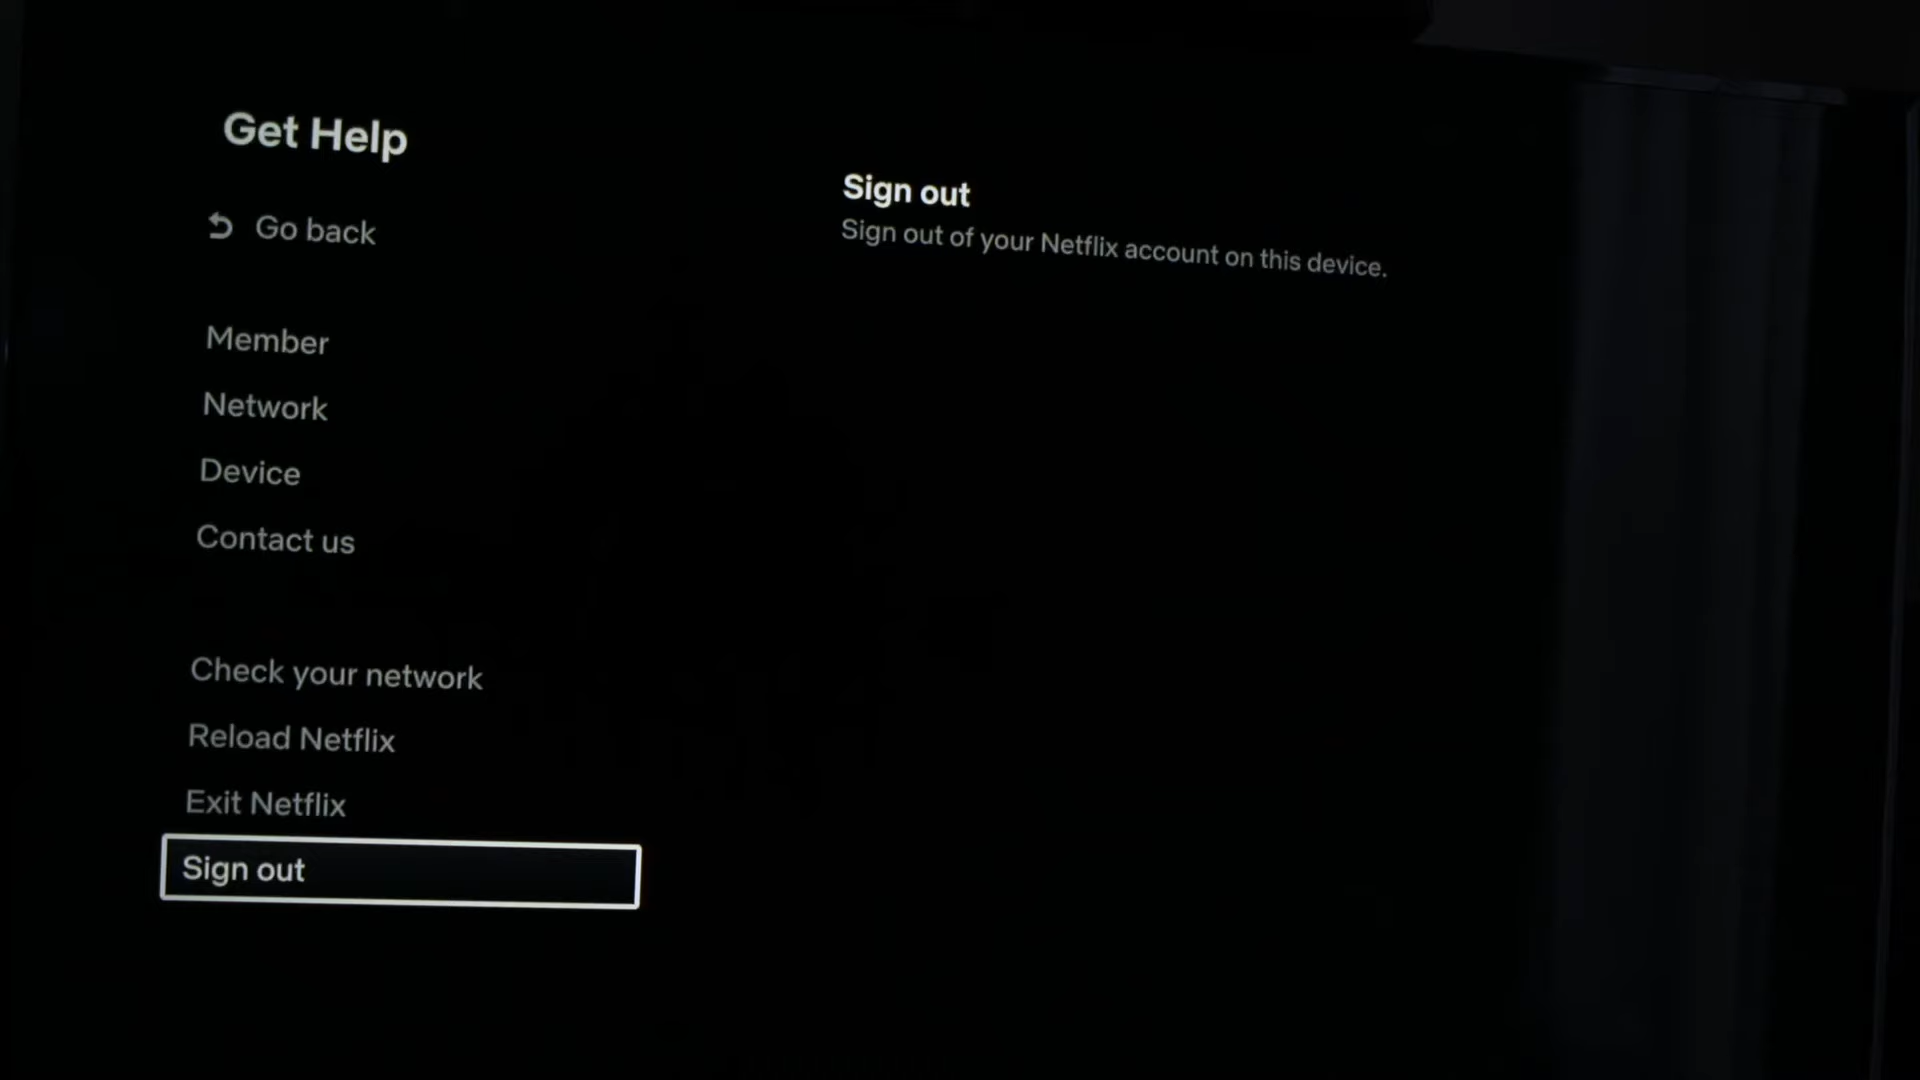 Get Help
Go back
Member
Network
Device
Contact us
Check your network
Reload Netflix
Exit Netflix
Sign out
Sign out
Sign out of your Netflix account on this device.